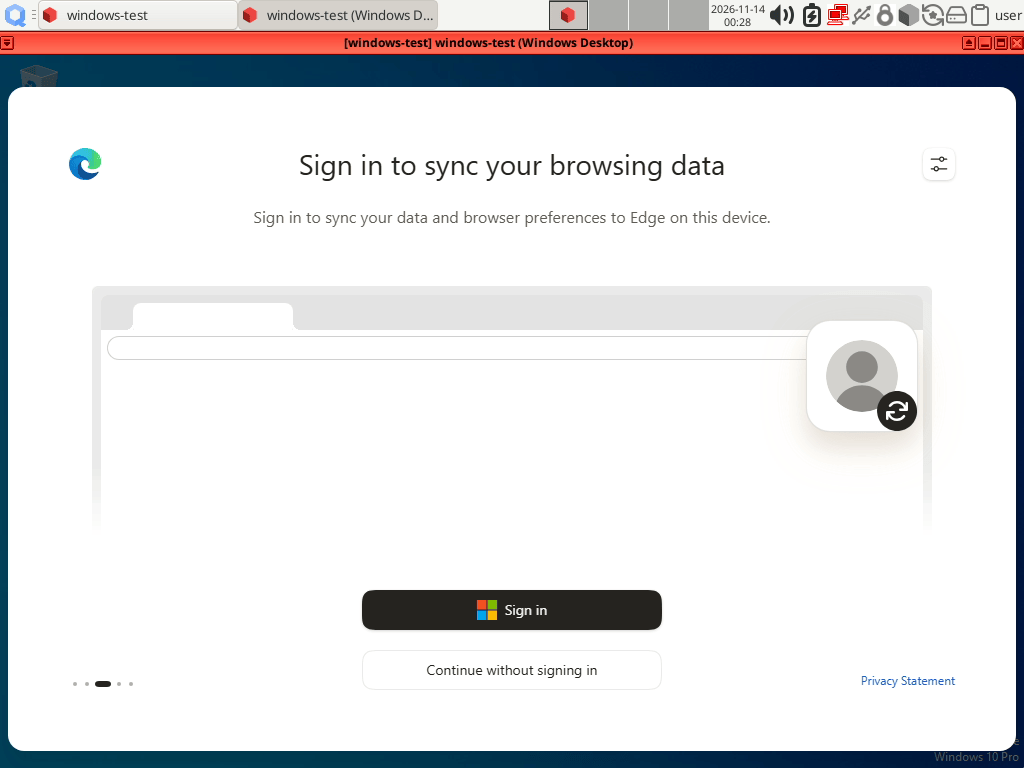 windows-test
windows-test (Windows D...
2026-11-14
00:28
user
[windows-test] windows-test (Windows Desktop)
Sign in to sync your browsing data
Sign in to sync your data and browser preferences to Edge on this device.
Sign in
Continue without signing in
Privacy Statement
Windows 10 Pro